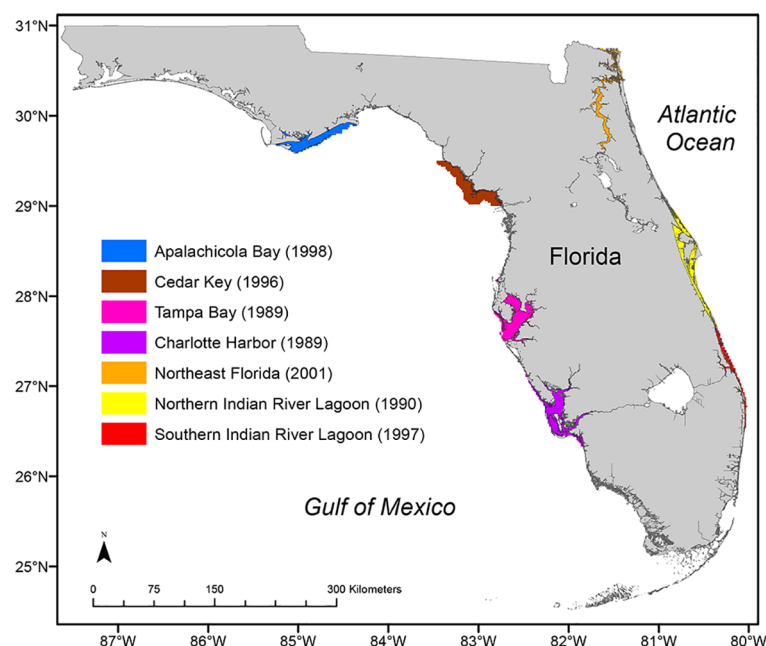 31°N
30°N
29°N
28°N
27°N
26°N
25°N
Atlantic
Ocean
Florida
Apalachicola Bay (1998)
Cedar Key (1996)
Tampa Bay (1989)
Charlotte Harbor (1989)
Northeast Florida (2001)
Northern Indian River Lagoon (1990)
Southern Indian River Lagoon (1997)
Gulf of Mexico
N
0 75 150 300 Kilometers
87°W 86°W 85°W 84°W 83°W 82°W 81°W 80°W